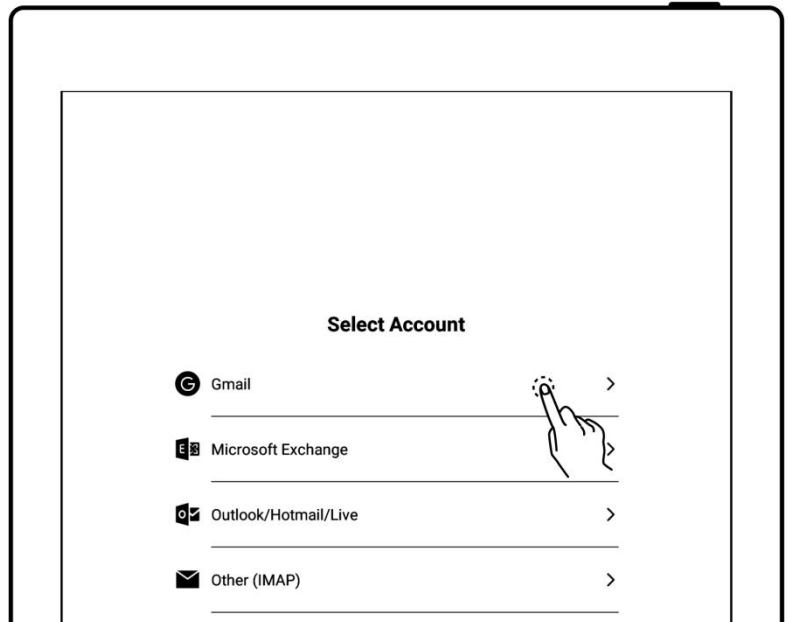 Select Account
Gmail
Microsoft Exchange
Outlook/Hotmail/Live
Other (IMAP)